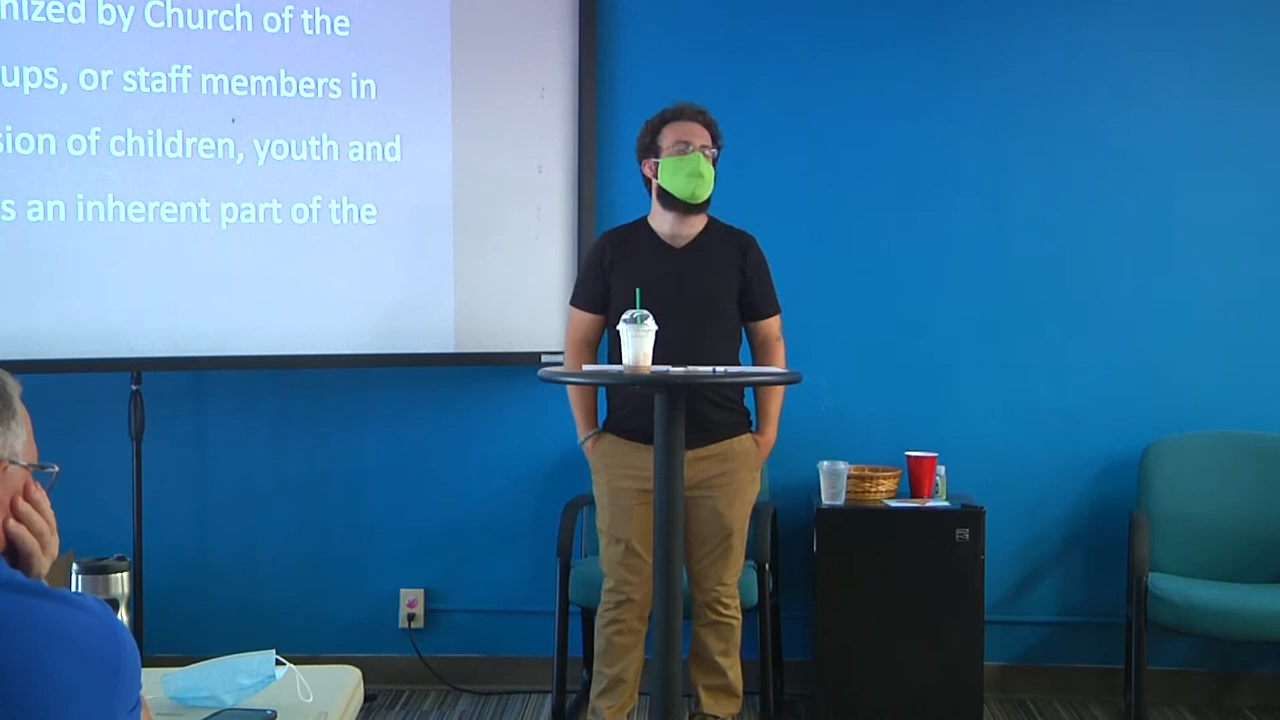 nized by Church of the
ups, or staff members in
sion of children, youth and
s an inherent part of the